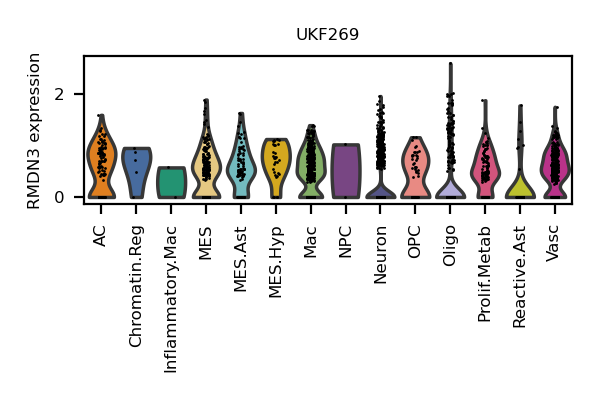 UKF269
RMDN3 expression
2
0
AC
Chromatin.Reg
Inflammatory.Mac
MES
MES.Ast
MES.Hyp
Mac
NPC
Neuron
OPC
Oligo
Prolif.Metab
Reactive.Ast
Vasc